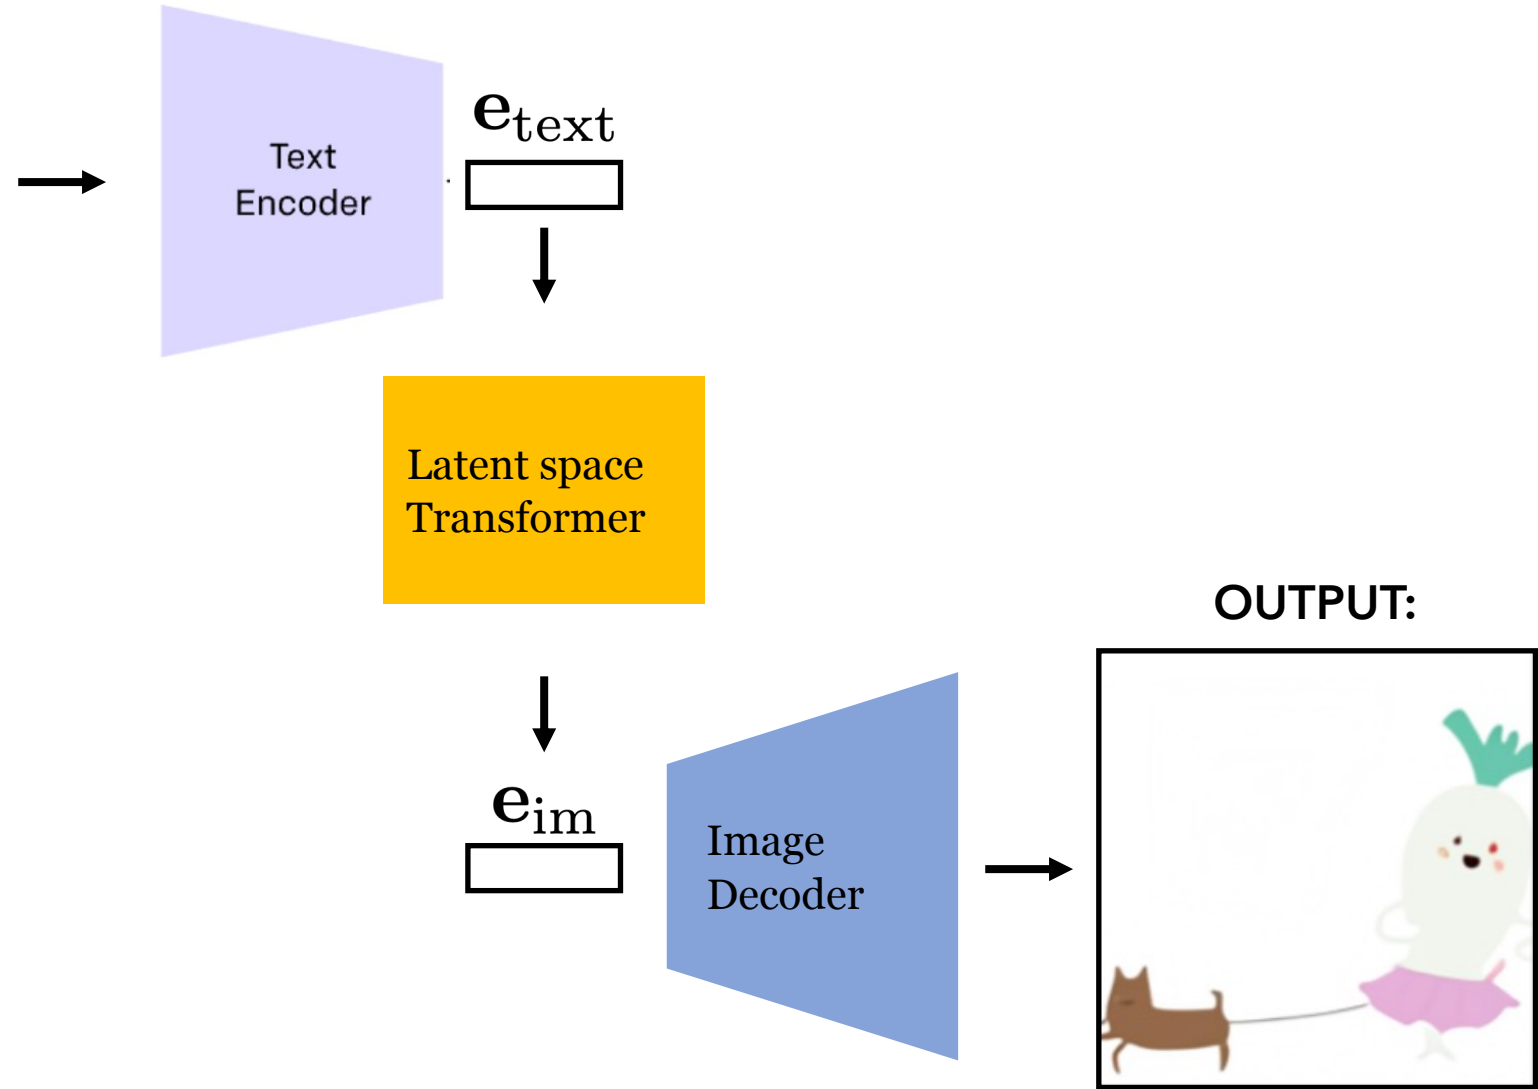 Text
Encoder
e_text
Latent space
Transformer
OUTPUT:
e_im
Image
Decoder